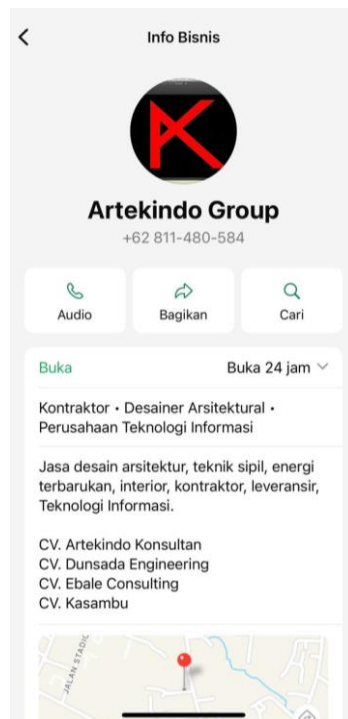 Info Bisnis
Artekindo Group
+62 811-480-584
Audio
Bagikan
Cari
Buka
Buka 24 jam
Kontraktor • Desainer Arsitektural •
Perusahaan Teknologi Informasi
Jasa desain arsitektur, teknik sipil, energi
terbarukan, interior, kontraktor, leveransir,
Teknologi Informasi.
CV. Artekindo Konsultan
CV. Dunsada Engineering
CV. Ebale Consulting
CV. Kasambu
JALAN STADIO